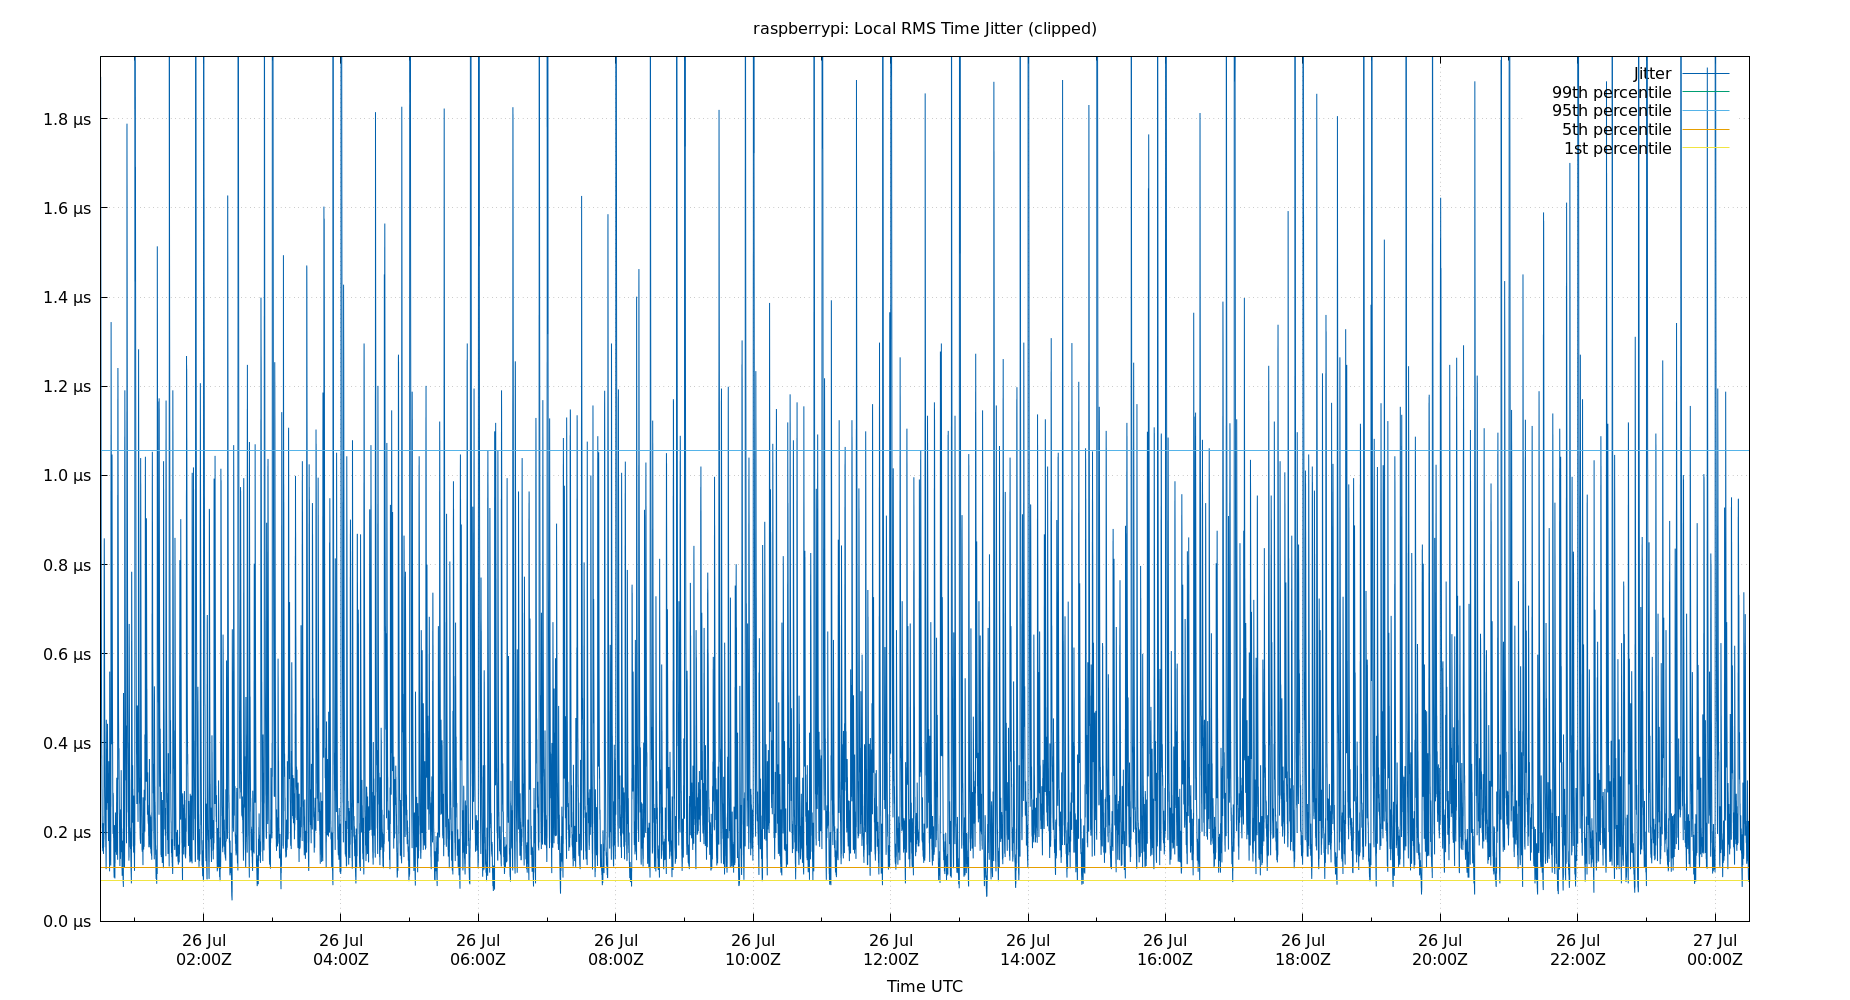 raspberrypi: Local RMS Time Jitter (clipped)
Jitter
99th percentile
95th percentile
5th percentile
1st percentile
1.8 µs
1.6 µs
1.4 µs
1.2 µs
1.0 µs
0.8 µs
0.6 µs
0.4 µs
0.2 µs
0.0 µs
26 Jul 26 Jul 26 Jul 26 Jul 26 Jul 26 Jul 26 Jul 26 Jul 26 Jul 26 Jul 26 Jul 27 Jul
02:00Z 04:00Z 06:00Z 08:00Z 10:00Z 12:00Z 14:00Z 16:00Z 18:00Z 20:00Z 22:00Z 00:00Z
Time UTC